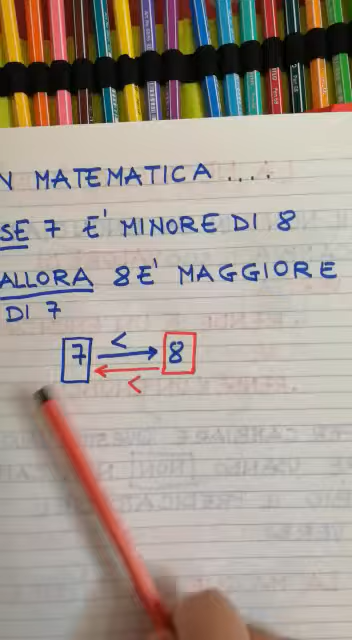 N MATEMATICA ....
SE 7 E' MINORE DI 8
ALLORA 8 E' MAGGIORE
DI 7
7 < 8
<